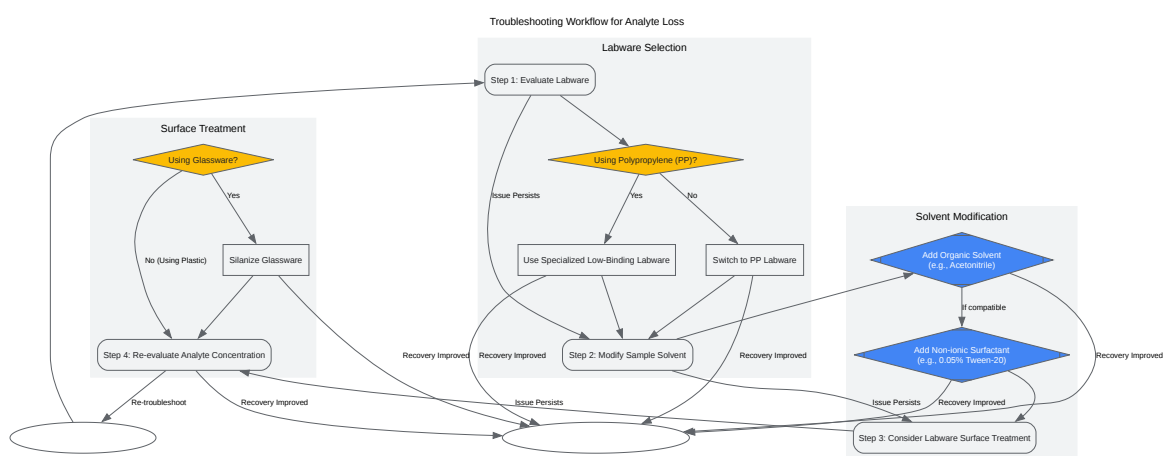 Troubleshooting Workflow for Analyte Loss
Labware Selection
Step 1: Evaluate Labware
Surface Treatment
Using Glassware?
Using Polypropylene (PP)?
Yes
Issue Persists
Yes
No
Solvent Modification
No (Using Plastic)
Silanize Glassware
Use Specialized Low-Binding Labware
Switch to PP Labware
Add Organic Solvent
(e.g., Acetonitrile)
If compatible
Step 4: Re-evaluate Analyte Concentration
Recovery Improved
Recovery Improved
Step 2: Modify Sample Solvent
Recovery Improved
Add Non-ionic Surfactant
(e.g., 0.05% Tween-20)
Recovery Improved
Re-troubleshoot
Recovery Improved
Issue Persists
Issue Persists
Recovery Improved
Step 3: Consider Labware Surface Treatment